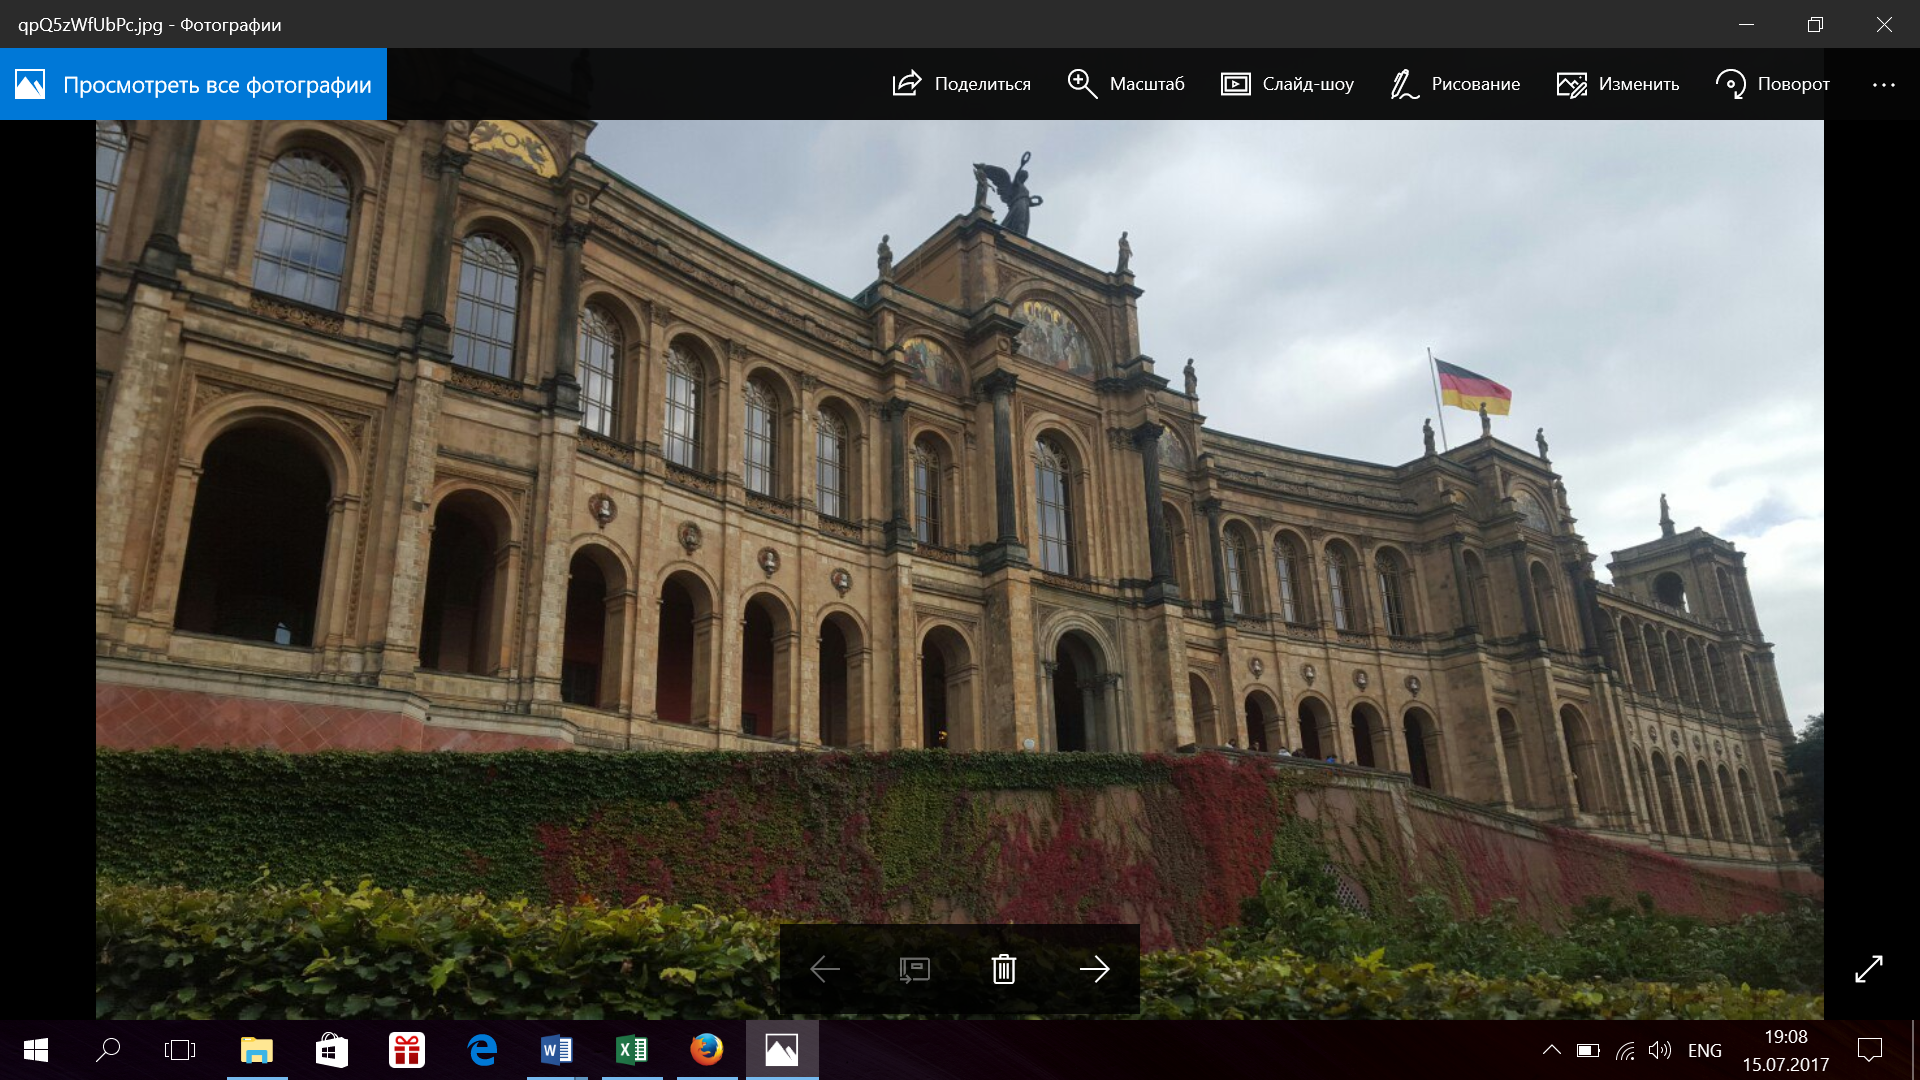 qpQ5zWfUbPc.jpg - Фотографии
Просмотреть все фотографии
Поделиться
Масштаб
Слайд-шоу
Рисование
Изменить
Поворот
ENG
19:08
15.07.2017